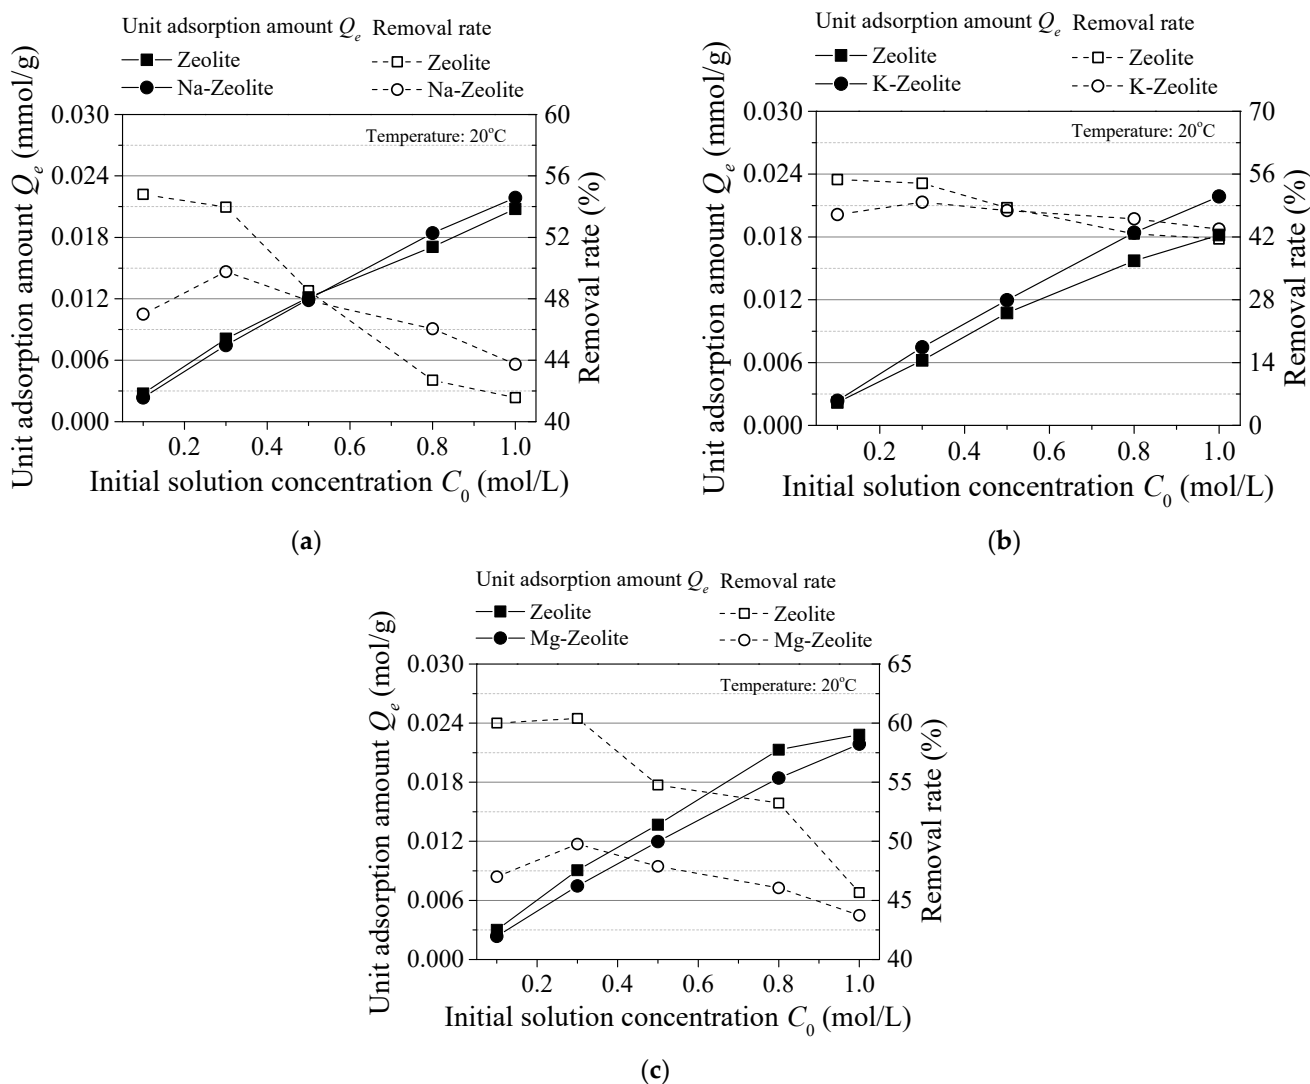 Unit adsorption amount Qe Removal rate
Zeolite Zeolite
Na-Zeolite Na-Zeolite
Unit adsorption amount Qe (mmol/g)
0.030
0.024
0.018
0.012
0.006
0.000
Temperature: 20°C
60
56
52
48
44
40
Removal rate (%)
0.2 0.4 0.6 0.8 1.0
Initial solution concentration C0 (mol/L)
(a)
Unit adsorption amount Qe Removal rate
Zeolite Zeolite
K-Zeolite K-Zeolite
Unit adsorption amount Qe (mmol/g)
0.030
0.024
0.018
0.012
0.006
0.000
Temperature: 20°C
70
56
42
28
14
0
Removal rate (%)
0.2 0.4 0.6 0.8 1.0
Initial solution concentration C0 (mol/L)
(b)
Unit adsorption amount Qe Removal rate
Zeolite Zeolite
Mg-Zeolite Mg-Zeolite
Unit adsorption amount Qe (mol/g)
0.030
0.024
0.018
0.012
0.006
0.000
Temperature: 20°C
65
60
55
50
45
40
Removal rate (%)
0.2 0.4 0.6 0.8 1.0
Initial solution concentration C0 (mol/L)
(c)